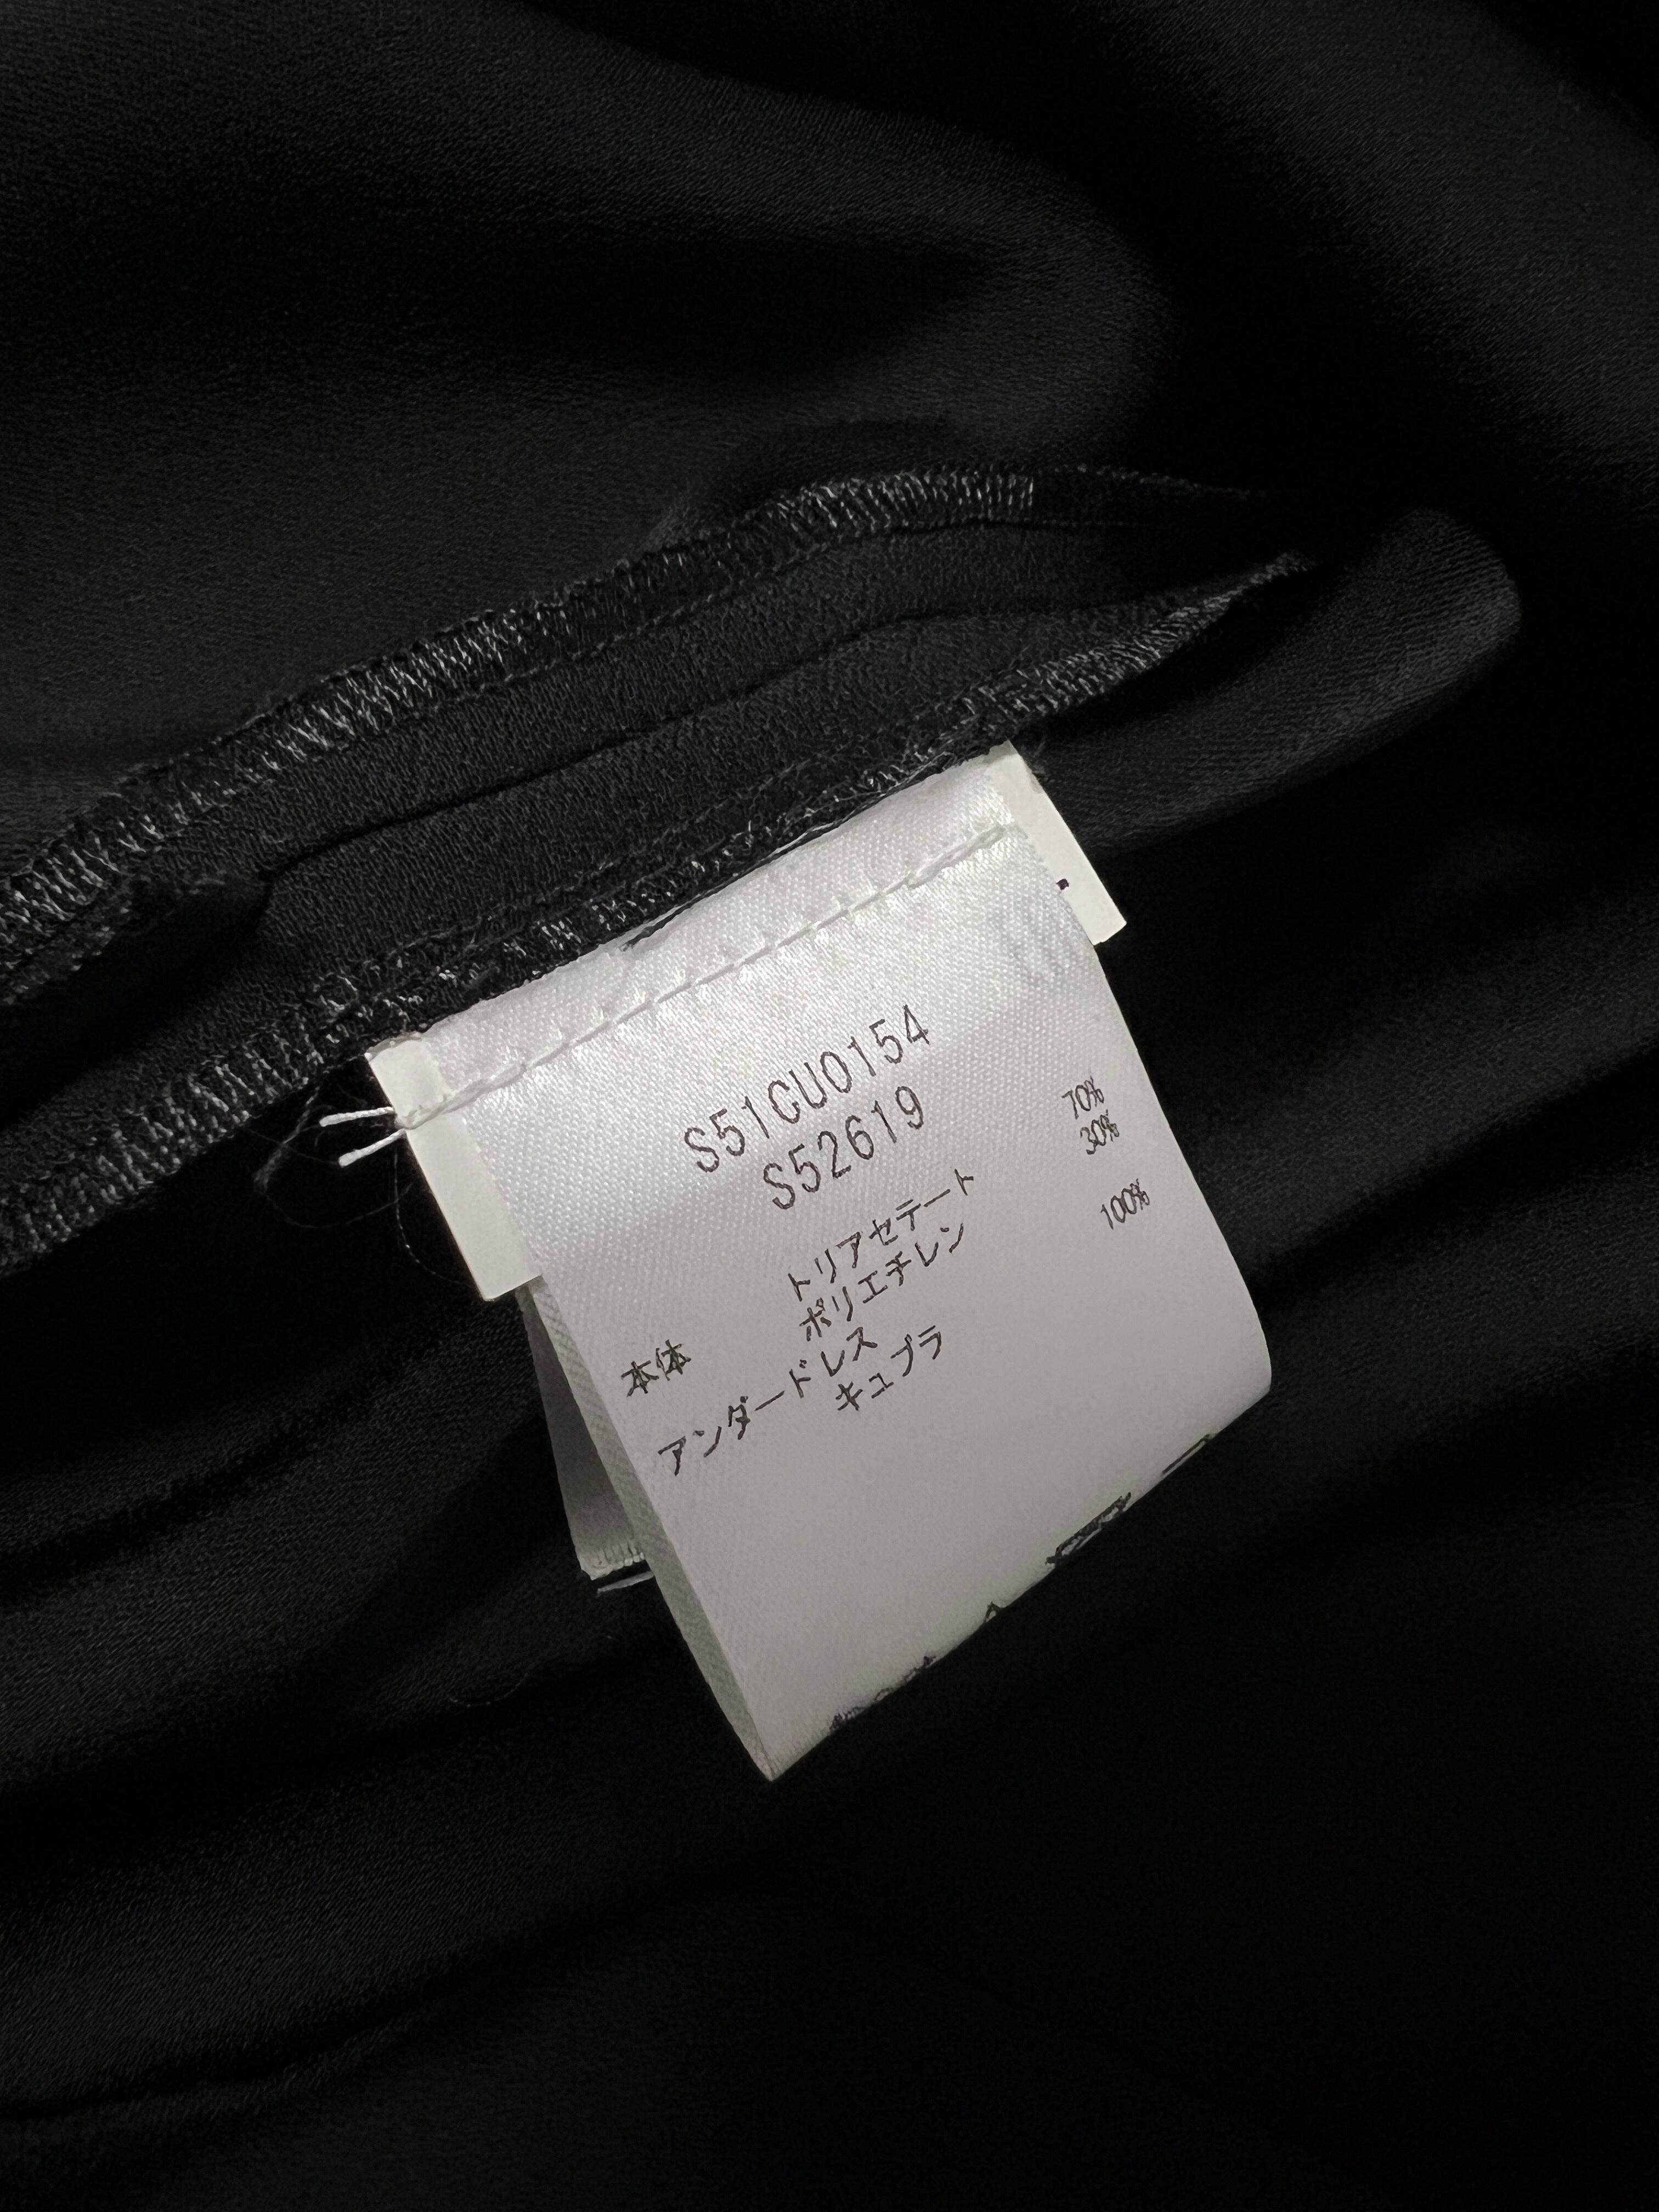 S51CU0154
S52619
トリアセテート 70%
本体 ポリエチレン 30%
アンダードレス
キュプラ 100%